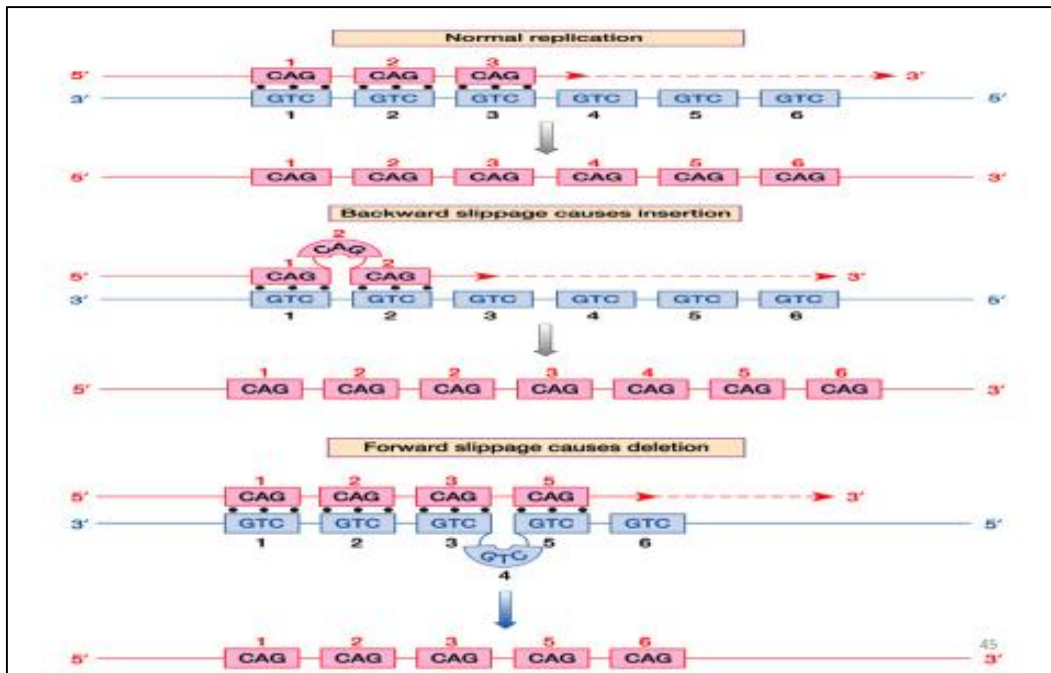 Normal replication
1 2 3
5′ CAG CAG CAG 3′
3′ GTC GTC GTC GTC GTC GTC 5′
1 2 3 4 5 6
1 2 3 4 5 6
5′ CAG CAG CAG CAG CAG CAG 3′
Backward slippage causes insertion
2
CAG
1 2
5′ CAG CAG 3′
3′ GTC GTC GTC GTC GTC GTC 5′
1 2 3 4 5 6
1 2 2 3 4 5 6
5′ CAG CAG CAG CAG CAG CAG CAG 3′
Forward slippage causes deletion
1 2 3 5
5′ CAG CAG CAG CAG 3′
3′ GTC GTC GTC GTC GTC 5′
1 2 3 5 6
GTC
4
1 2 3 5 6 45
5′ CAG CAG CAG CAG CAG 3′